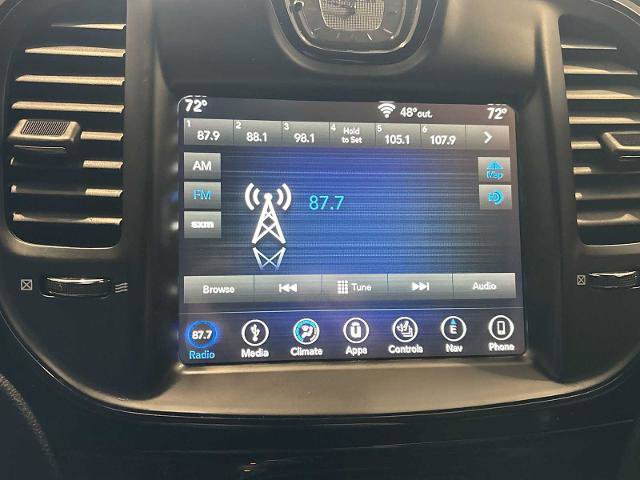 72° 48°out. 72°
1 87.9 2 88.1 3 98.1 4 Hold to Set 5 105.1 6 107.9
AM
Map
FM 87.7
sxm
Browse Tune Audio
87.7 E
Radio Media Climate Apps Controls Nav Phone